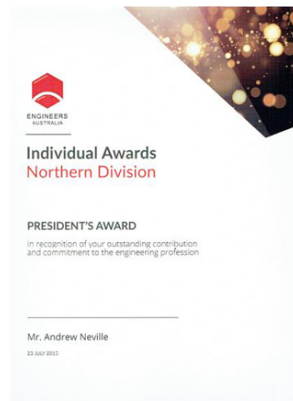 ENGINEERS
AUSTRALIA
Individual Awards
Northern Division
PRESIDENT'S AWARD
In recognition of your outstanding contribution
and commitment to the engineering profession
Mr. Andrew Neville